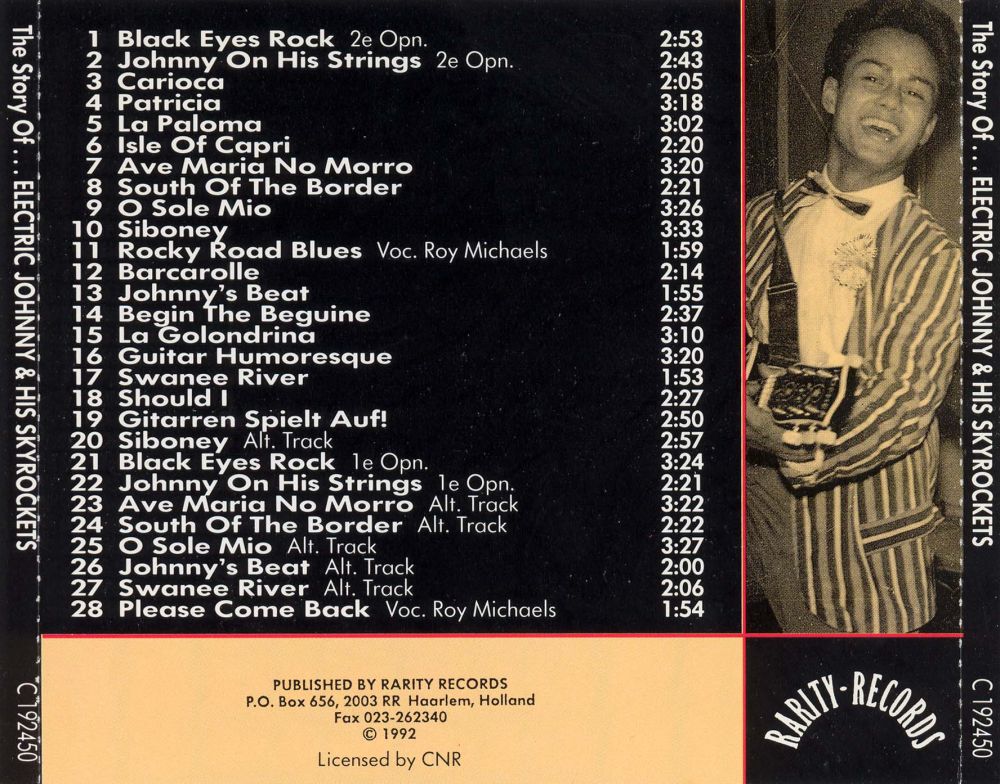 The Story Of... ELECTRIC JOHNNY & HIS SKYROCKETS
C 192450
1 Black Eyes Rock 2e Opn. 2:53
2 Johnny On His Strings 2e Opn. 2:43
3 Carioca 2:05
4 Patricia 3:18
5 La Paloma 3:02
6 Isle Of Capri 2:20
7 Ave Maria No Morro 3:20
8 South Of The Border 2:21
9 O Sole Mio 3:26
10 Siboney 3:33
11 Rocky Road Blues Voc. Roy Michaels 1:59
12 Barcarolle 2:14
13 Johnny's Beat 1:55
14 Begin The Beguine 2:37
15 La Golondrina 3:10
16 Guitar Humoresque 3:20
17 Swanee River 1:53
18 Should I 2:27
19 Gitarren Spielt Auf! 2:50
20 Siboney Alt. Track 2:57
21 Black Eyes Rock 1e Opn. 3:24
22 Johnny On His Strings 1e Opn. 2:21
23 Ave Maria No Morro Alt. Track 3:22
24 South Of The Border Alt. Track 2:22
25 O Sole Mio Alt. Track 3:27
26 Johnny's Beat Alt. Track 2:00
27 Swanee River Alt. Track 2:06
28 Please Come Back Voc. Roy Michaels 1:54
PUBLISHED BY RARITY RECORDS
P.O. Box 656, 2003 RR Haarlem, Holland
Fax 023-262340
© 1992
Licensed by CNR
RARITY-RECORDS
The Story Of... ELECTRIC JOHNNY & HIS SKYROCKETS
C 192450